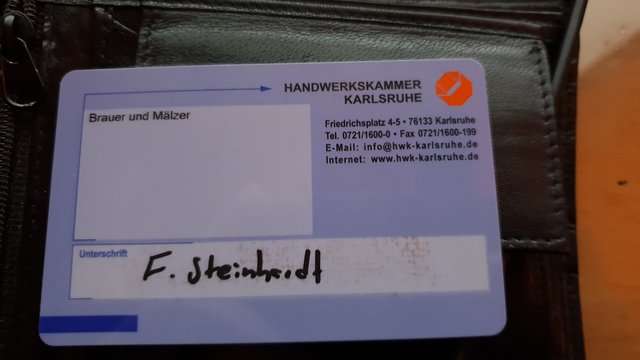 HANDWERKSKAMMER
KARLSRUHE
Brauer und Mälzer
Friedrichsplatz 4-5 • 76133 Karlsruhe
Tel. 0721/1600-0 • Fax 0721/1600-199
E-Mail: info@hwk-karlsruhe.de
Internet: www.hwk-karlsruhe.de
Unterschrift
F. Steinhardt